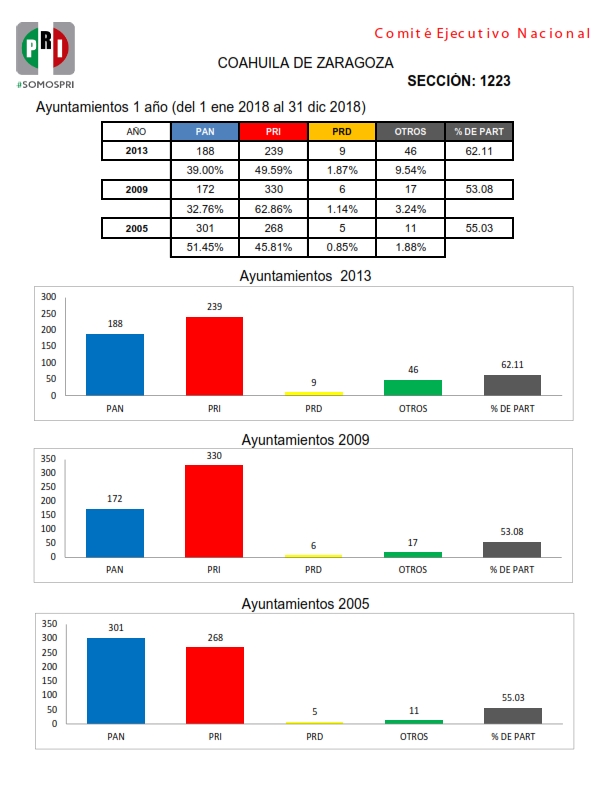 Comité Ejecutivo Nacional
PRI
#SOMOSPRI
COAHUILA DE ZARAGOZA
SECCIÓN: 1223
Ayuntamientos 1 año (del 1 ene 2018 al 31 dic 2018)
AÑO PAN PRI PRD OTROS % DE PART
2013 188 239 9 46 62.11
39.00% 49.59% 1.87% 9.54%
2009 172 330 6 17 53.08
32.76% 62.86% 1.14% 3.24%
2005 301 268 5 11 55.03
51.45% 45.81% 0.85% 1.88%
Ayuntamientos 2013
300
250
200
150
100
50
0
188 239 9 46 62.11
PAN PRI PRD OTROS % DE PART
Ayuntamientos 2009
350
300
250
200
150
100
50
0
172 330 6 17 53.08
PAN PRI PRD OTROS % DE PART
Ayuntamientos 2005
350
300
250
200
150
100
50
0
301 268 5 11 55.03
PAN PRI PRD OTROS % DE PART